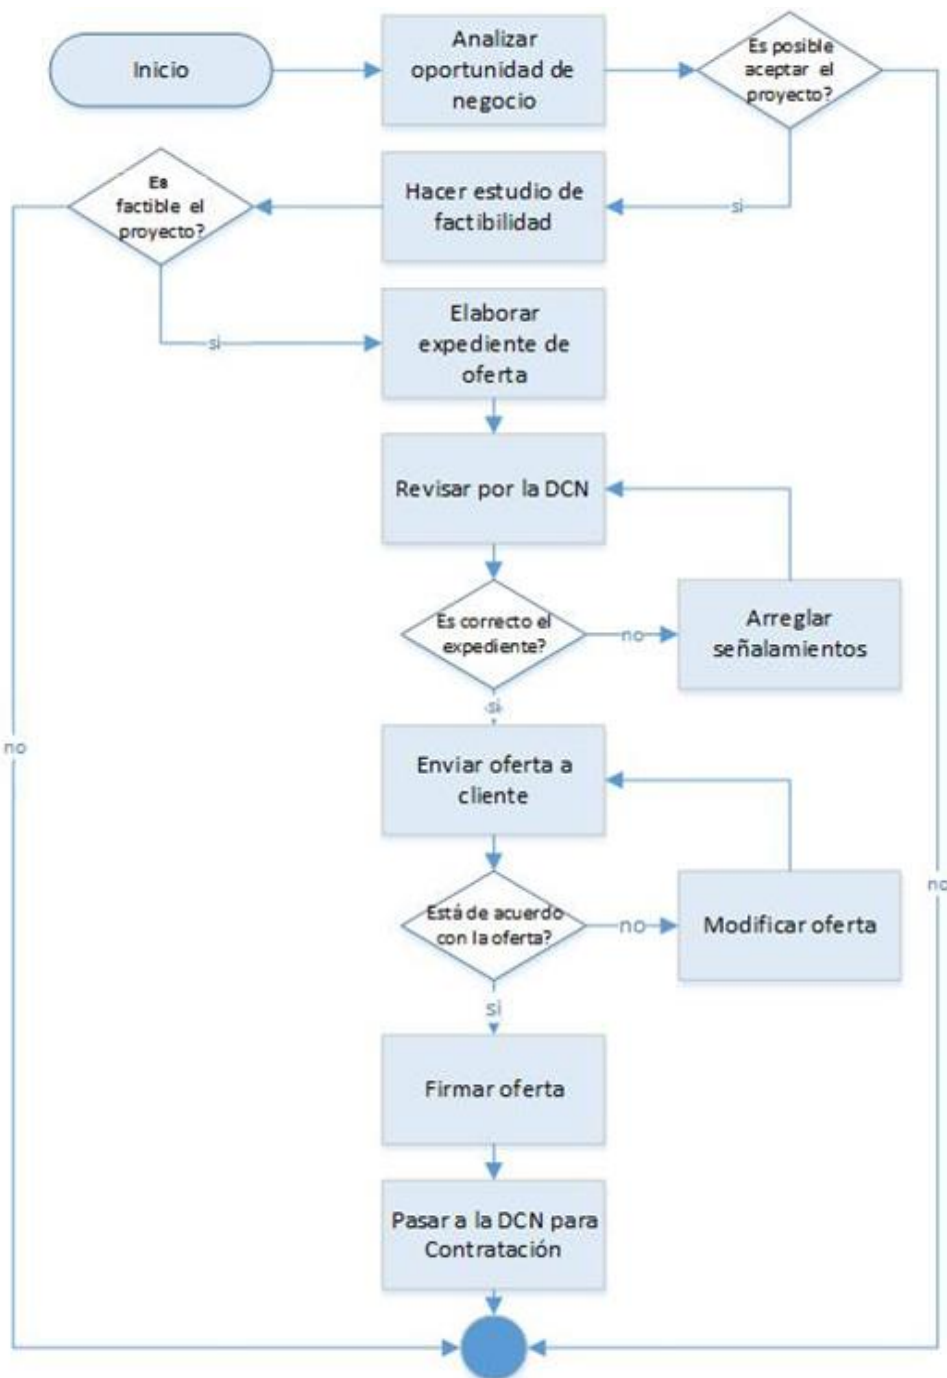 Inicio
Analizar
oportunidad de
negocio
Es posible
aceptar el
proyecto?
Es
factible el
proyecto?
Hacer estudio de
factibilidad
si
Elaborar
expediente de
oferta
si
Revisar por la DCN
Es correcto el
expediente?
no
Arreglar
señalamientos
si
no
Enviar oferta a
cliente
Está de acuerdo
con la oferta?
no
Modificar oferta
no
si
Firmar oferta
Pasar a la DCN para
Contratación